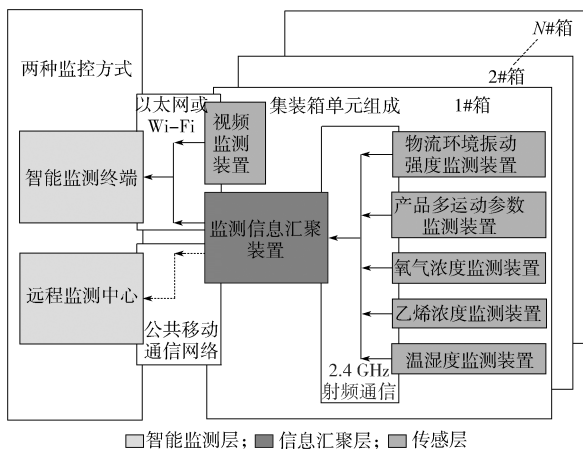 N#箱
两种监控方式
2#箱
以太网或
Wi-Fi
集装箱单元组成
1#箱
视频
监测
装置
物流环境振动
强度监测装置
智能监测终端
产品多运动参数
监测装置
监测信息汇聚
装置
氧气浓度监测装置
远程监测中心
乙烯浓度监测装置
公共移动
通信网络
温湿度监测装置
2.4 GHz
射频通信
智能监测层；信息汇聚层；传感层